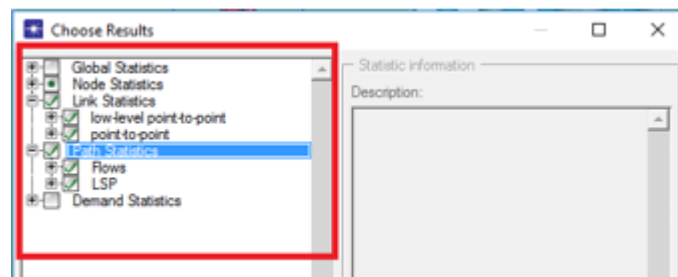 Choose Results
Global Statistics
Node Statistics
Link Statistics
low-level point-to-point
point-to-point
Path Statistics
Flows
LSP
Demand Statistics
Statistic information
Description: